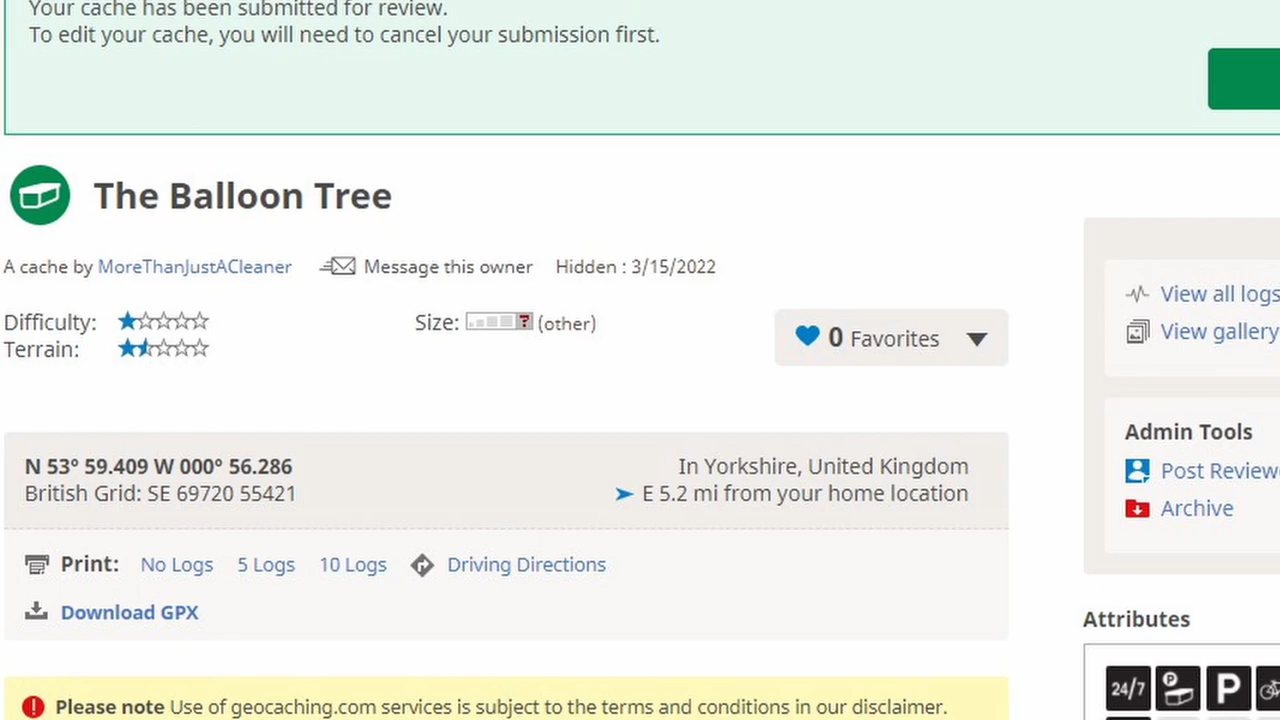 Your cache has been submitted for review.
To edit your cache, you will need to cancel your submission first.
The Balloon Tree
A cache by MoreThanJustACleaner Message this owner Hidden : 3/15/2022
Difficulty: Size: ? (other)
Terrain:
0 Favorites
View all logs
View gallery
N 53° 59.409 W 000° 56.286 In Yorkshire, United Kingdom
British Grid: SE 69720 55421 E 5.2 mi from your home location
Admin Tools
Post Review
Archive
Print: No Logs 5 Logs 10 Logs Driving Directions
Download GPX
Attributes
24/7 P P
! Please note Use of geocaching.com services is subject to the terms and conditions in our disclaimer.